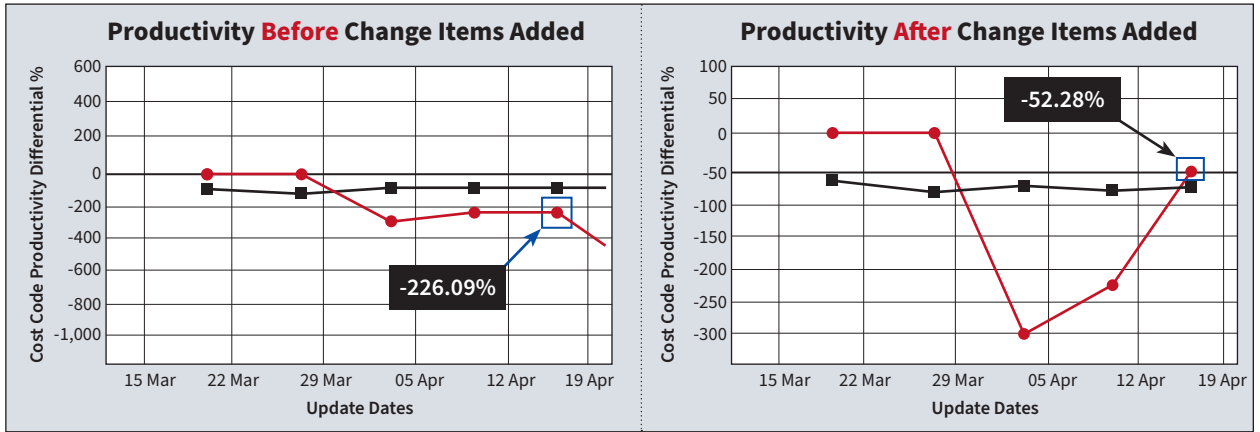 Productivity Before Change Items Added
Cost Code Productivity Differential %
600
400
200
0
-200
-400
-600
-800
-1,000
-226.09%
15 Mar 22 Mar 29 Mar 05 Apr 12 Apr 19 Apr
Update Dates
Productivity After Change Items Added
Cost Code Productivity Differential %
100
50
0
-50
-100
-150
-200
-250
-300
-52.28%
15 Mar 22 Mar 29 Mar 05 Apr 12 Apr 19 Apr
Update Dates